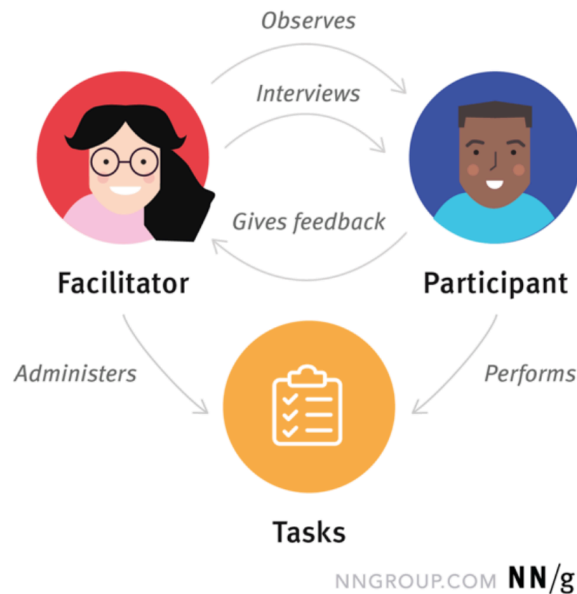 Observes
Interviews
Gives feedback
Facilitator
Participant
Administers
Performs
Tasks
NNGROUP.COM NN/g